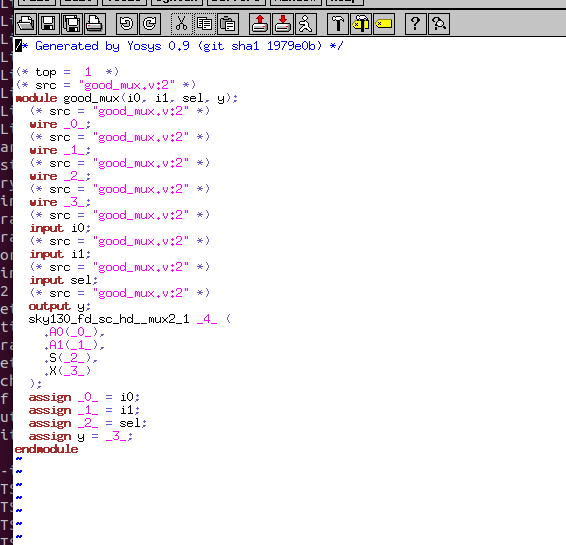 /* Generated by Yosys 0.9 (git sha1 1979e0b) */
(* top =  1  *)
(* src = "good_mux.v:2" *)
module good_mux(i0, i1, sel, y);
(* src = "good_mux.v:2" *)
wire _0_;
(* src = "good_mux.v:2" *)
wire _1_;
(* src = "good_mux.v:2" *)
wire _2_;
(* src = "good_mux.v:2" *)
wire _3_;
(* src = "good_mux.v:2" *)
input i0;
(* src = "good_mux.v:2" *)
input i1;
(* src = "good_mux.v:2" *)
input sel;
(* src = "good_mux.v:2" *)
output y;
sky130_fd_sc_hd__mux2_1 _4_ (
.A0(_0_),
.A1(_1_),
.S(_2_),
.X(_3_)
);
assign _0_ = i0;
assign _1_ = i1;
assign _2_ = sel;
assign y = _3_;
endmodule
~
~
~
~
~
~
~